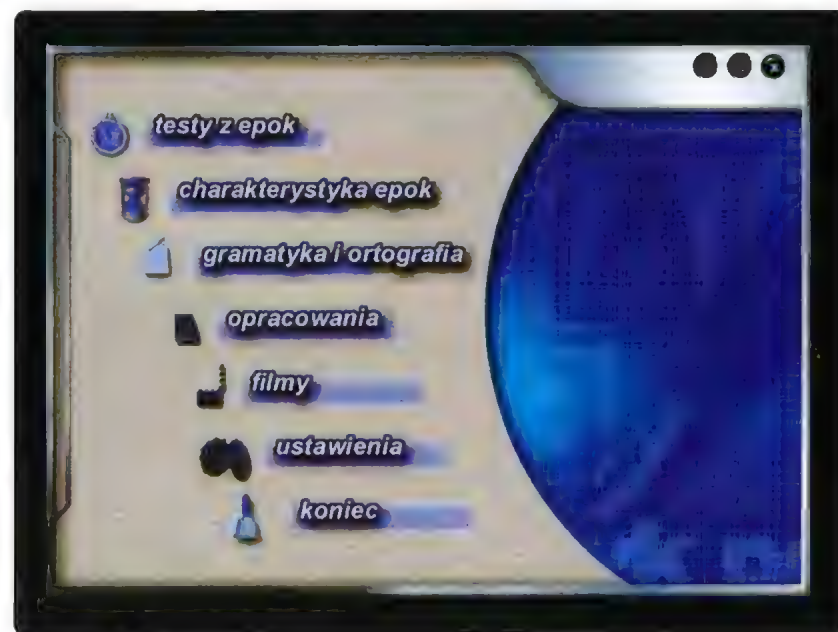 testy z epok
charakterystyka epok
gramatyka i ortografia
opracowania
filmy
ustawienia
koniec